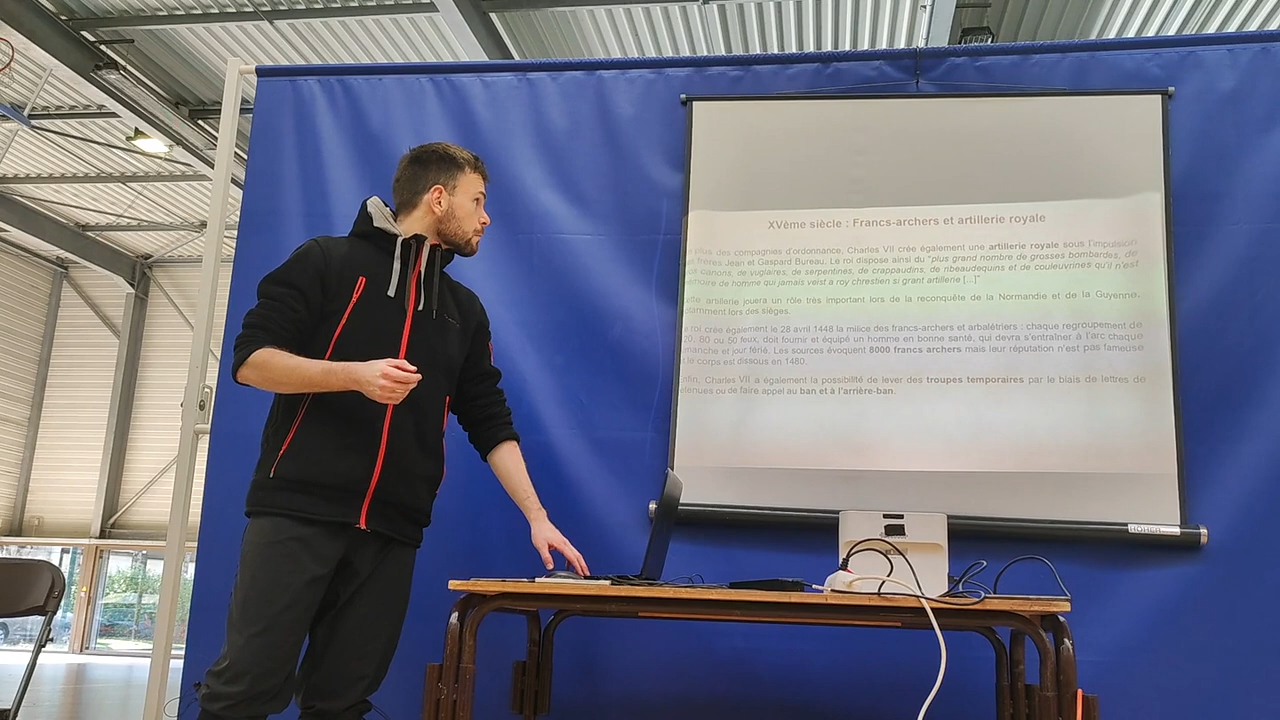 XVème siècle : Francs-archers et artillerie royale
plus des compagnies d'ordonnance, Charles VII crée également une artillerie royale sous l'impulsion
frères Jean et Gaspard Bureau. Le roi dispose ainsi du "plus grand nombre de grosses bombardes, de
canons, de vuglaires, de serpentines, de crappaudins, de ribeaudequins et de couleuvrines qu'il n'est
de homme qui jamais veist a roy chrestien si grant artillerie [...]"
artillerie jouera un rôle très important lors de la reconquête de la Normandie et de la Guyenne,
lors des sièges.
roi crée également le 28 avril 1448 la milice des francs-archers et arbalétriers : chaque regroupement de
80 ou 50 feux, doit fournir et équipé un homme en bonne santé, qui devra s'entraîner à l'arc chaque
et jour férié. Les sources évoquent 8000 francs archers mais leur réputation n'est pas fameuse
le corps est dissous en 1480.
Charles VII a également la possibilité de lever des troupes temporaires par le biais de lettres de
ou de faire appel au ban et à l'arrière-ban.
HÖHER